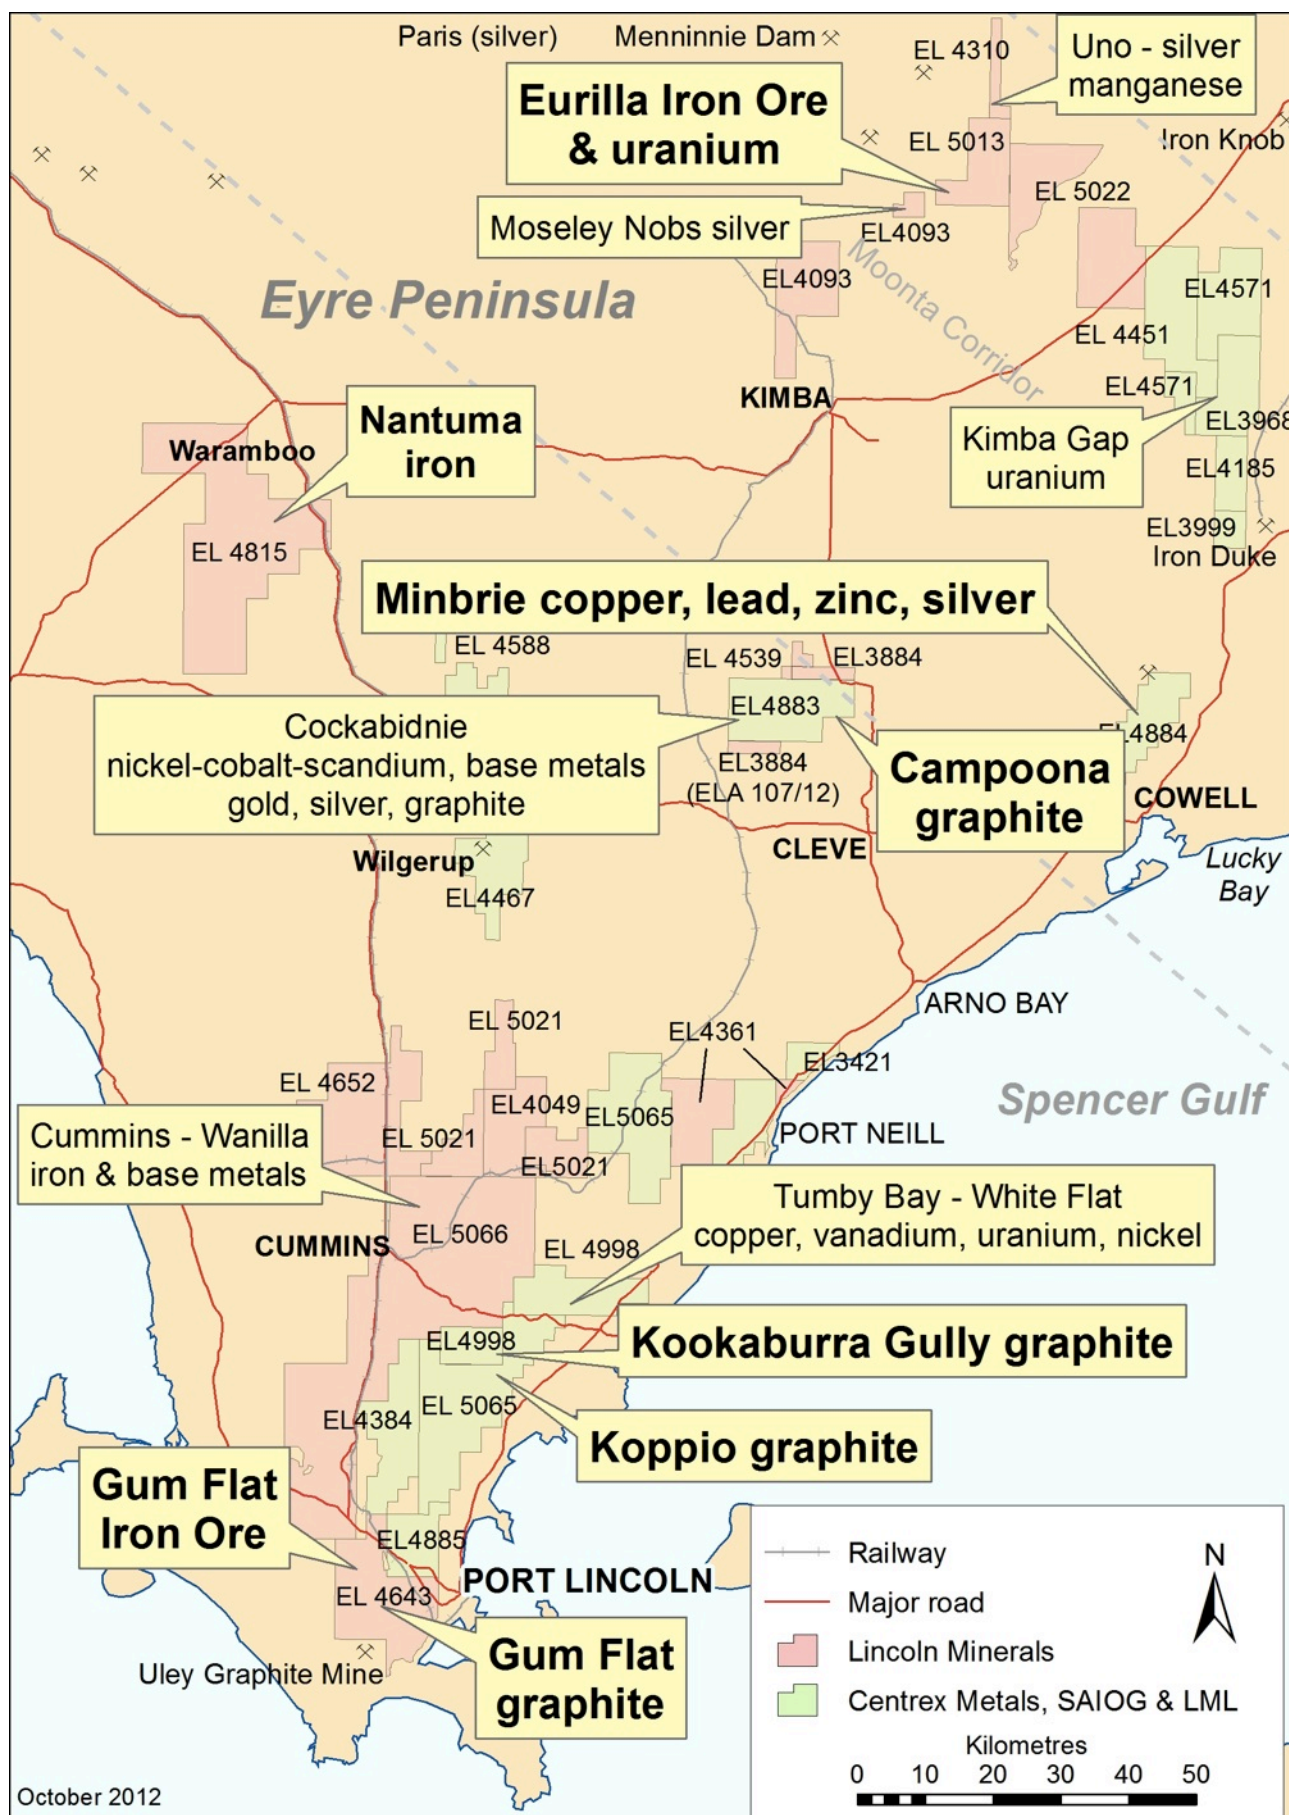 Paris (silver)
Menninnie Dam
EL 4310
Uno - silver
manganese
Eurilla Iron Ore
& uranium
EL 5013
Iron Knob
EL 5022
Moseley Nobs silver
EL4093
EL4093
Moonta Corridor
Eyre Peninsula
EL4571
EL 4451
KIMBA
EL4571
EL3968
Nantuma
iron
Waramboo
Kimba Gap
uranium
EL4185
EL 4815
EL3999
Iron Duke
Minbrie copper, lead, zinc, silver
EL 4588
EL 4539
EL3884
EL4883
EL4884
Cockabidnie
nickel-cobalt-scandium, base metals
gold, silver, graphite
EL3884
(ELA 107/12)
Campoona
graphite
COWELL
CLEVE
Wilgerup
Lucky
Bay
EL4467
ARNO BAY
EL 5021
EL4361
EL3421
EL 4652
EL4049
Spencer Gulf
EL5065
Cummins - Wanilla
iron & base metals
EL 5021
PORT NEILL
EL5021
Tumby Bay - White Flat
copper, vanadium, uranium, nickel
EL 5066
CUMMINS
EL 4998
EL4998
Kookaburra Gully graphite
EL4384
EL 5065
Koppio graphite
Gum Flat
Iron Ore
EL4885
PORT LINCOLN
EL 4643
Gum Flat
graphite
Uley Graphite Mine
Railway
N
Major road
Lincoln Minerals
Centrex Metals, SAIOG & LML
Kilometres
0 10 20 30 40 50
October 2012